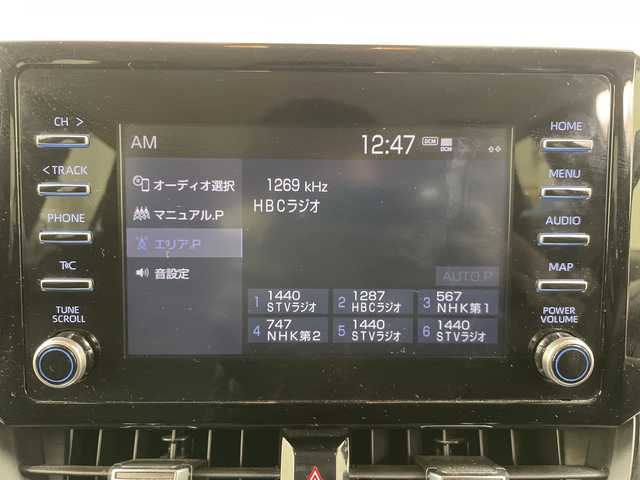 CH >
< TRACK
PHONE
TUNE
SCROLL
AM
12:47
DCM
DCM
オーディオ選択
マニュアル.P
エリア.P
音設定
1269 kHz
HBCラジオ
AUTO.P
1 1440 STVラジオ
2 1287 HBCラジオ
3 567 NHK第1
4 747 NHK第2
5 1440 STVラジオ
6 1440 STVラジオ
HOME
MENU
AUDIO
MAP
POWER
VOLUME